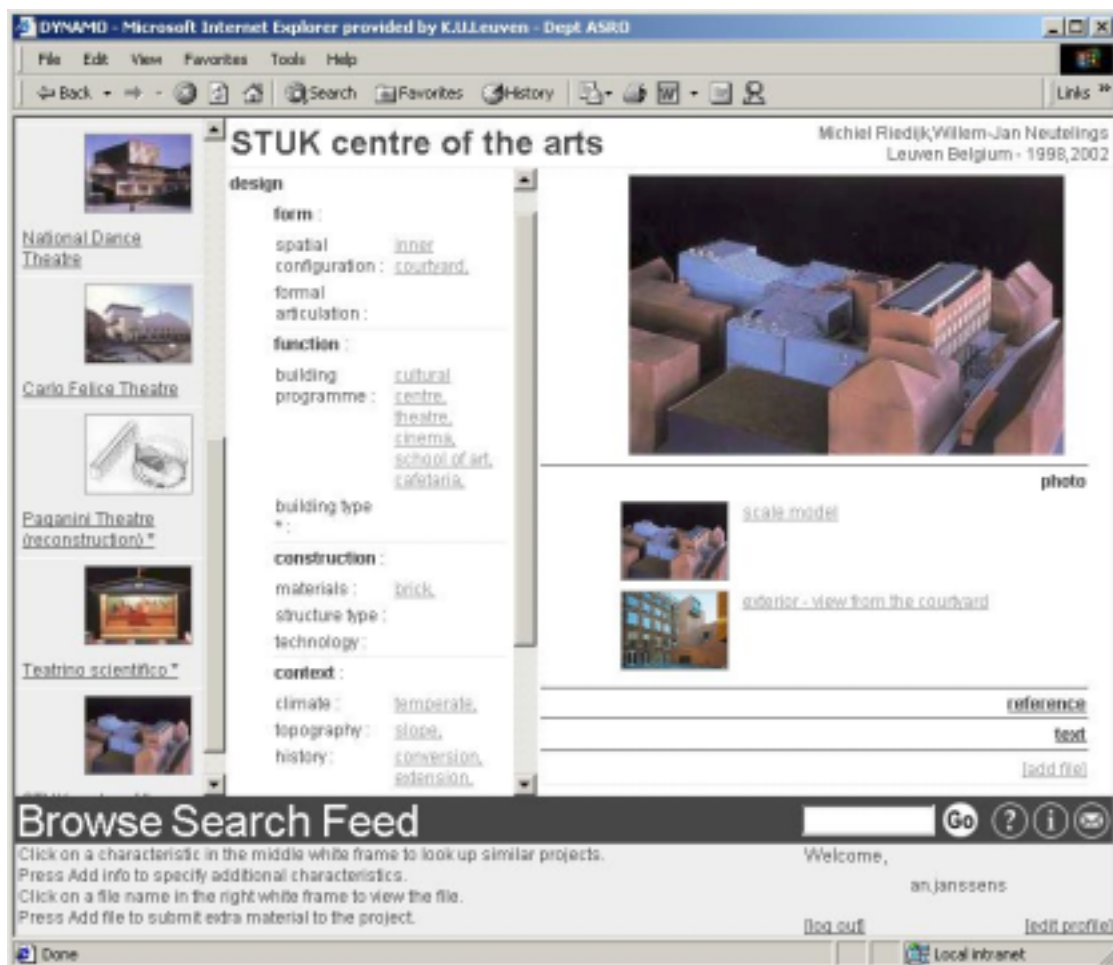 DYNAMO - Microsoft Internet Explorer provided by K.U.Leuven - Dept ASRO
File Edit View Favorites Tools Help
Back Search Favorites History Links
STUK centre of the arts
Michiel Riedijk,Willem-Jan Neutelings
Leuven Belgium - 1998,2002
National Dance
Theatre
Carlo Felice Theatre
Paganini Theatre
(reconstruction) *
Teatrino scientifico *
design
form :
spatial inner
configuration : courtyard,
formal
articulation :
function :
building cultural
programme : centre,
theatre,
cinema,
school of art,
cafetaria,
building type
* :
construction :
materials : brick,
structure type :
technology :
context :
climate : temperate,
topography : slope,
history : conversion,
extension,
photo
scale model
exterior - view from the courtyard
reference
text
[add file]
Browse Search Feed
Go ? i
Click on a characteristic in the middle white frame to look up similar projects.
Press Add info to specify additional characteristics.
Click on a file name in the right white frame to view the file.
Press Add file to submit extra material to the project.
Welcome,
an.janssens
[log out] [edit profile]
Done Local intranet